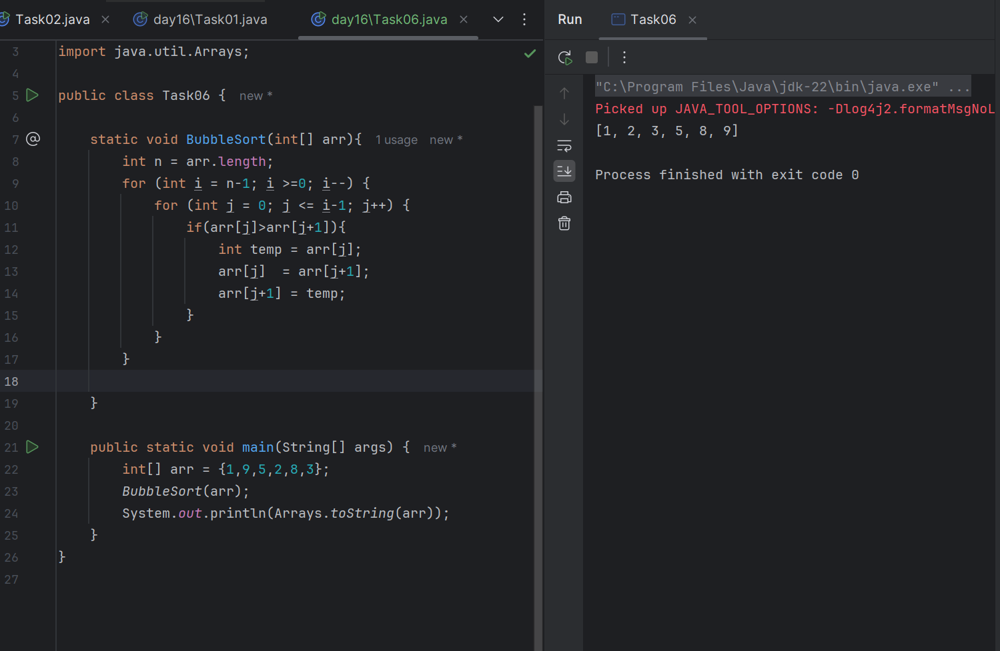 Task02.java day16\Task01.java day16\Task06.java
3 import java.util.Arrays;
4
5 public class Task06 { new *
6
7 static void BubbleSort(int[] arr){ 1 usage new *
8 int n = arr.length;
9 for (int i = n-1; i >=0; i--) {
10 for (int j = 0; j <= i-1; j++) {
11 if(arr[j]>arr[j+1]){
12 int temp = arr[j];
13 arr[j]  = arr[j+1];
14 arr[j+1] = temp;
15 }
16 }
17 }
18
19 }
20
21 public static void main(String[] args) { new *
22 int[] arr = {1,9,5,2,8,3};
23 BubbleSort(arr);
24 System.out.println(Arrays.toString(arr));
25 }
26 }
27
Run Task06
"C:\Program Files\Java\jdk-22\bin\java.exe" ...
Picked up JAVA_TOOL_OPTIONS: -Dlog4j2.formatMsgNoL
[1, 2, 3, 5, 8, 9]
Process finished with exit code 0